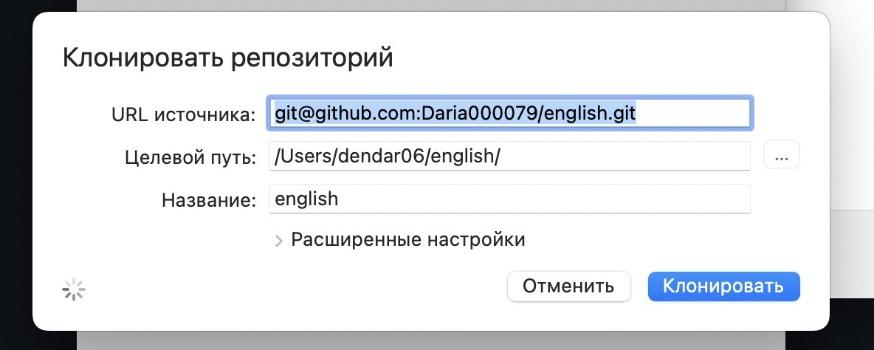 Клонировать репозиторий
URL источника: git@github.com:Daria000079/english.git
Целевой путь: /Users/dendar06/english/ ...
Название: english
Расширенные настройки
Отменить Клонировать